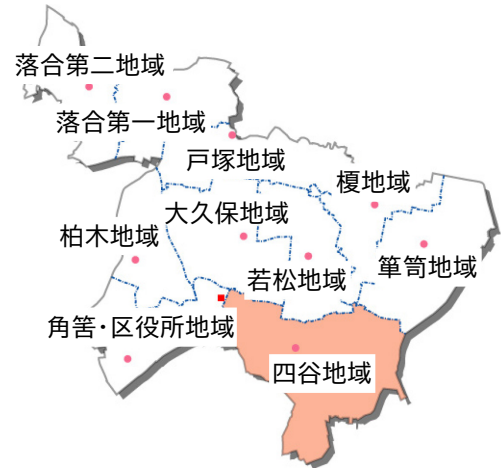 落合第二地域
落合第一地域
戸塚地域
榎地域
大久保地域
柏木地域
若松地域
箪笥地域
角筈・区役所地域
四谷地域